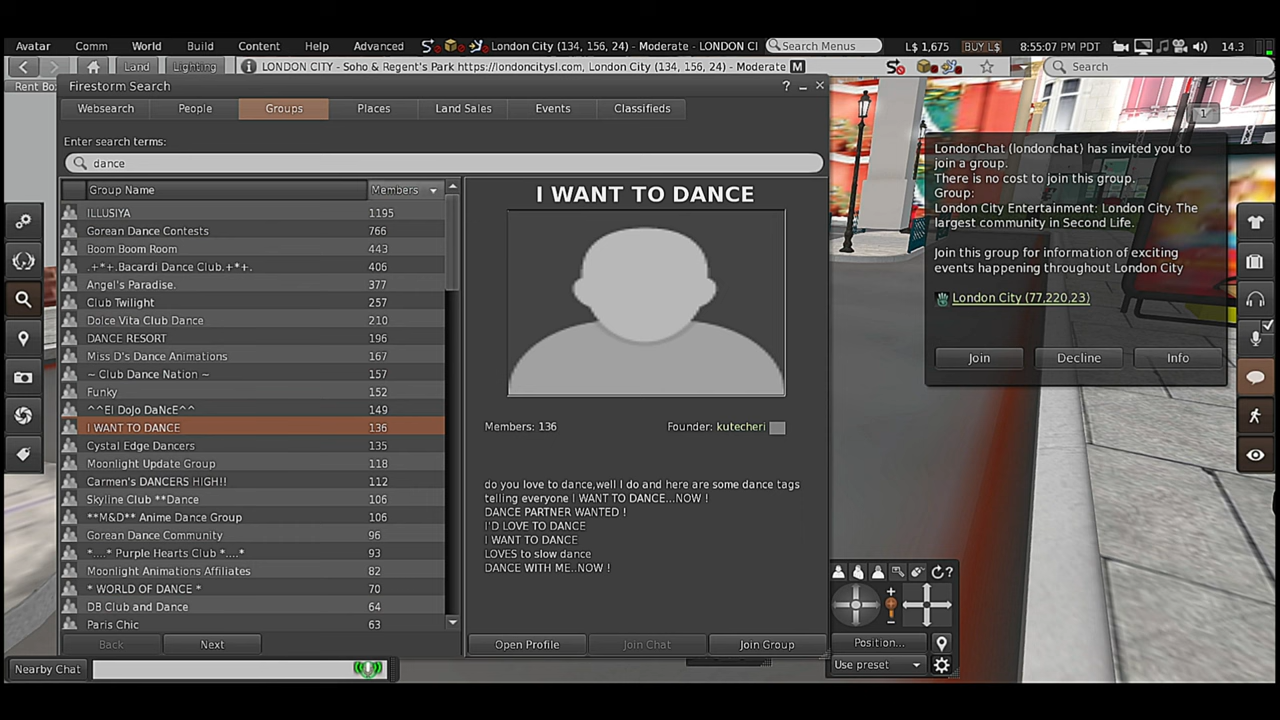 Avatar Comm World Build Content Help Advanced London City (134, 156, 24) - Moderate - LONDON CI Search Menus L$ 1,675 BUY L$ 8:55:07 PM PDT 14.3
Land Lighting LONDON CITY - Soho & Regent's Park https://londoncitysl.com, London City (134, 156, 24) - Moderate M Search
Rent Bo
Firestorm Search ? _ ×
Websearch People Groups Places Land Sales Events Classifieds
Enter search terms:
dance
Group Name Members
ILLUSIYA 1195
Gorean Dance Contests 766
Boom Boom Room 443
.+*+.Bacardi Dance Club.+*+. 406
Angel's Paradise. 377
Club Twilight 257
Dolce Vita Club Dance 210
DANCE RESORT 196
Miss D's Dance Animations 167
~ Club Dance Nation ~ 157
Funky 152
^^El DoJo DaNcE^^ 149
I WANT TO DANCE 136
Cystal Edge Dancers 135
Moonlight Update Group 118
Carmen's DANCERS HIGH!! 112
Skyline Club **Dance 106
**M&D** Anime Dance Group 106
Gorean Dance Community 96
*....* Purple Hearts Club *....* 93
Moonlight Animations Affiliates 82
* WORLD OF DANCE * 70
DB Club and Dance 64
Paris Chic 63
Back Next
I WANT TO DANCE
Members: 136 Founder: kutecheri
do you love to dance,well I do and here are some dance tags
telling everyone I WANT TO DANCE...NOW !
DANCE PARTNER WANTED !
I'D LOVE TO DANCE
I WANT TO DANCE
LOVES to slow dance
DANCE WITH ME..NOW !
Open Profile Join Chat Join Group
1
LondonChat (londonchat) has invited you to
join a group.
There is no cost to join this group.
Group:
London City Entertainment: London City. The
largest community in Second Life.
Join this group for information of exciting
events happening throughout London City
London City (77,220,23)
Join Decline Info
?
+
−
Position...
Use preset
Nearby Chat